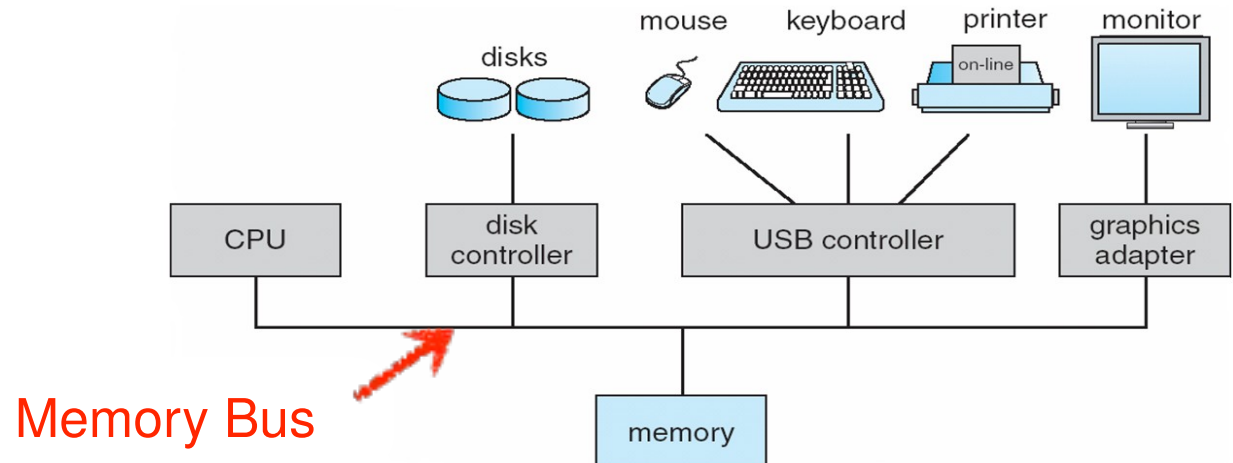 mouse
keyboard
printer
monitor
disks
on-line
CPU
disk
controller
USB controller
graphics
adapter
Memory Bus
memory